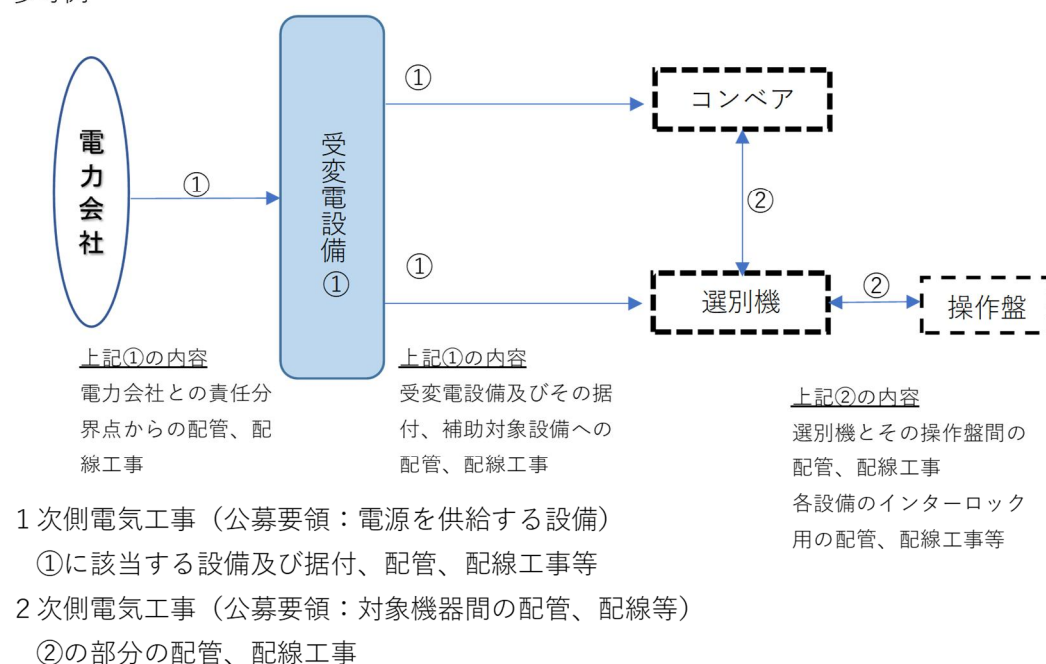 ①
コンベア
電力会社
①
受変電設備①
②
①
選別機
②
操作盤
上記①の内容
電力会社との責任分
界点からの配管、配
線工事
上記①の内容
受変電設備及びその据
付、補助対象設備への
配管、配線工事
上記②の内容
選別機とその操作盤間の
配管、配線工事
各設備のインターロック
用の配管、配線工事等
1次側電気工事（公募要領：電源を供給する設備）
①に該当する設備及び据付、配管、配線工事等
2次側電気工事（公募要領：対象機器間の配管、配線等）
②の部分の配管、配線工事